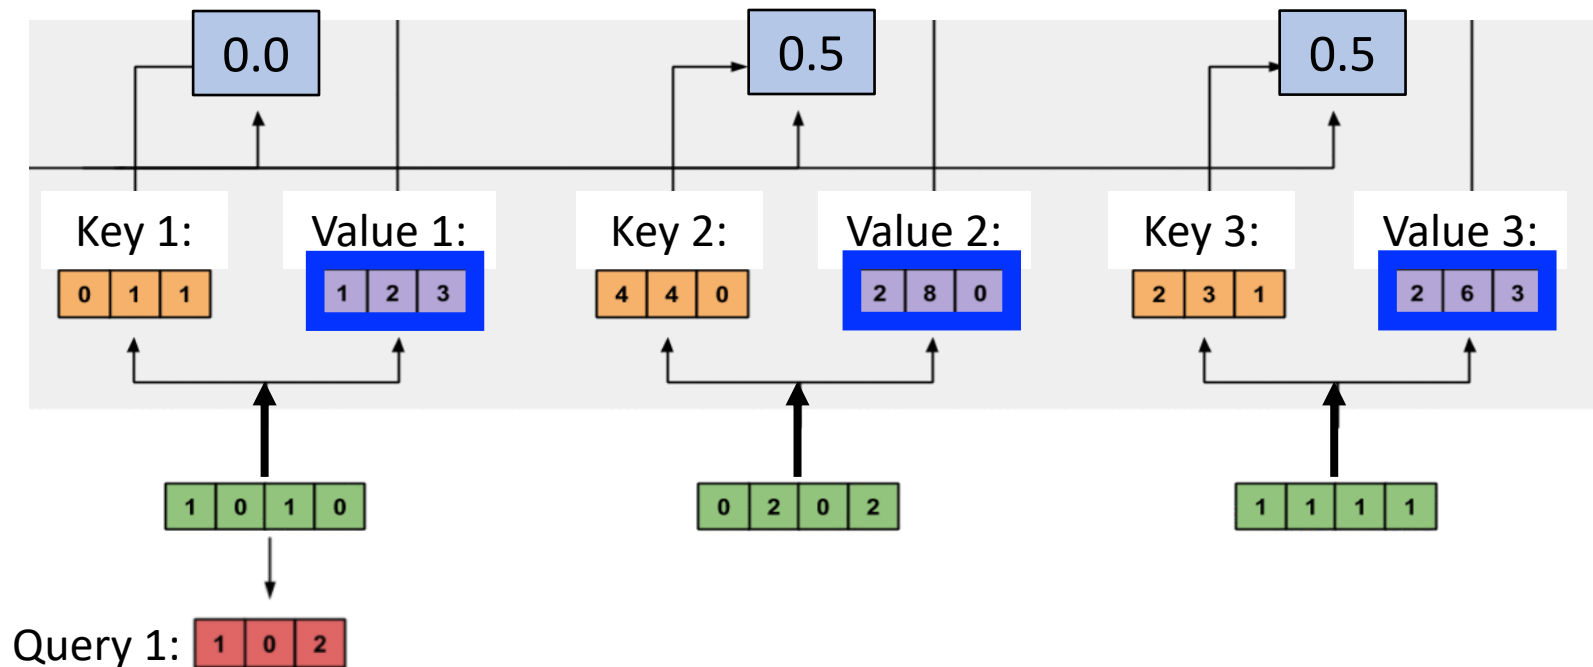 0.0 0.5 0.5
Key 1: Value 1: Key 2: Value 2: Key 3: Value 3:
0 1 1 1 2 3 4 4 0 2 8 0 2 3 1 2 6 3
1 0 1 0 0 2 0 2 1 1 1 1
Query 1: 1 0 2